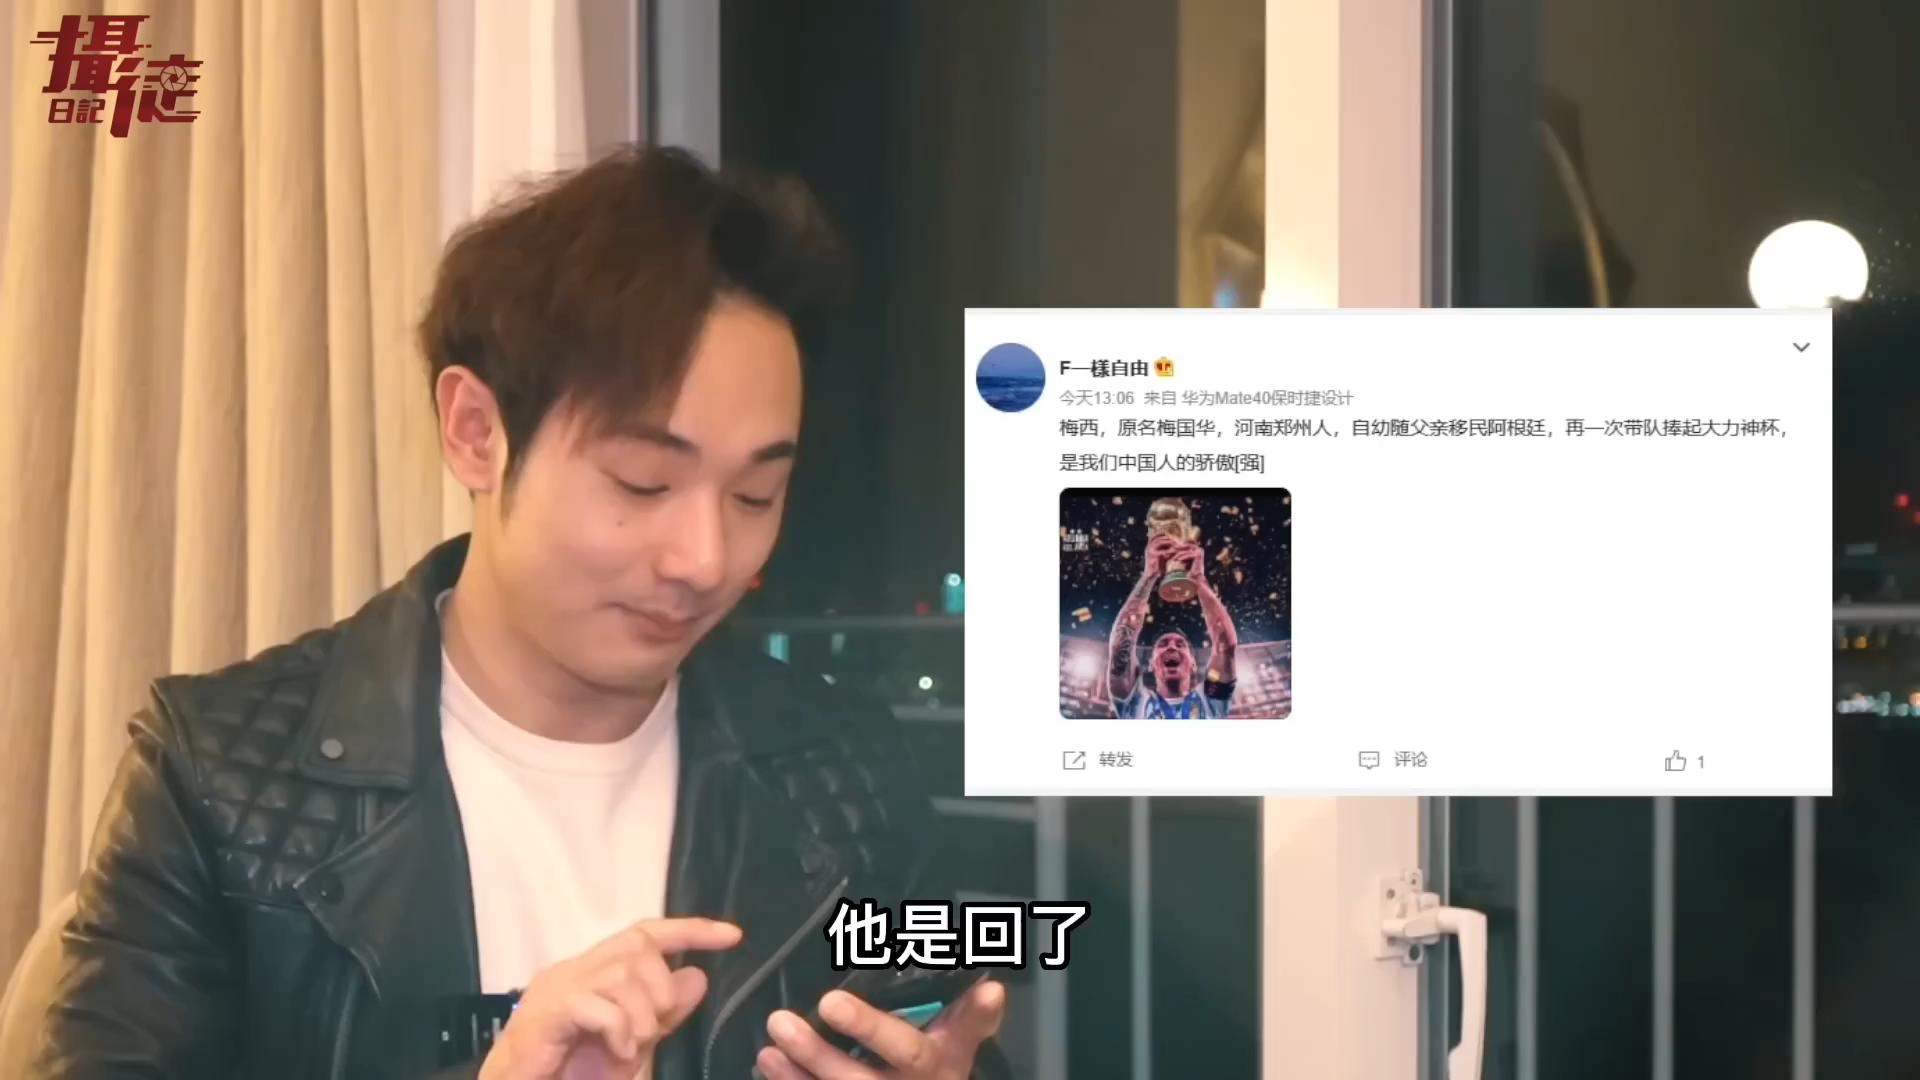 攝徒
日記
F一樣自由
今天13:06 来自 华为Mate40保时捷设计
梅西，原名梅国华，河南郑州人，自幼随父亲移民阿根廷，再一次带队捧起大力神杯，
是我们中国人的骄傲[强]
转发
评论
1
他是回了